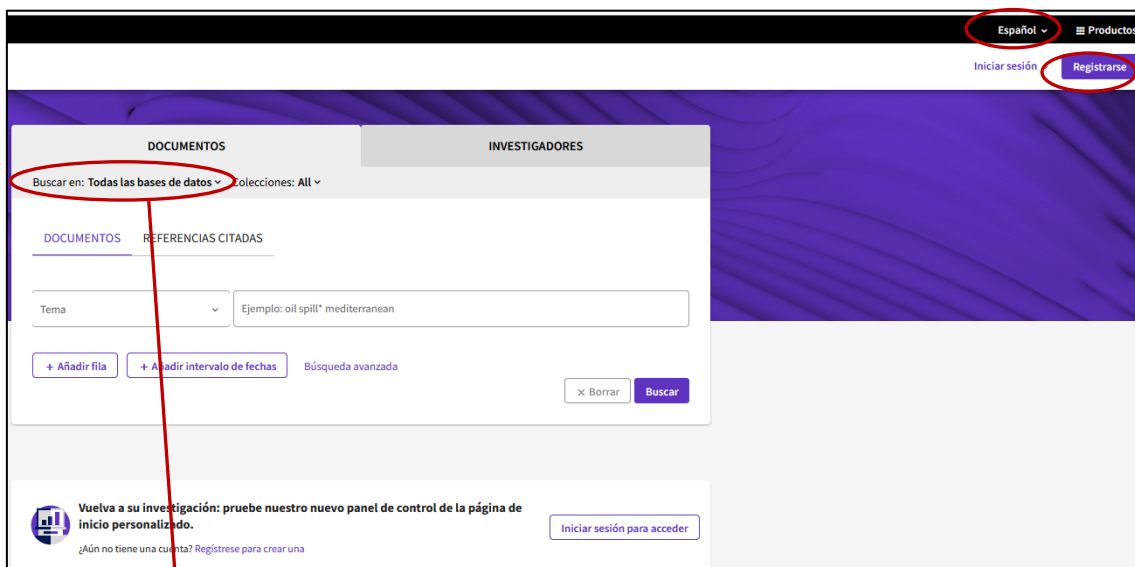 Español
Productos
Iniciar sesión
Registrarse
DOCUMENTOS
INVESTIGADORES
Buscar en: Todas las bases de datos Colecciones: All
DOCUMENTOS REFERENCIAS CITADAS
Tema
Ejemplo: oil spill* mediterranean
+ Añadir fila
+ Añadir intervalo de fechas
Búsqueda avanzada
× Borrar
Buscar
Vuelva a su investigación: pruebe nuestro nuevo panel de control de la página de
inicio personalizado.
Iniciar sesión para acceder
¿Aún no tiene una cuenta? Regístrese para crear una